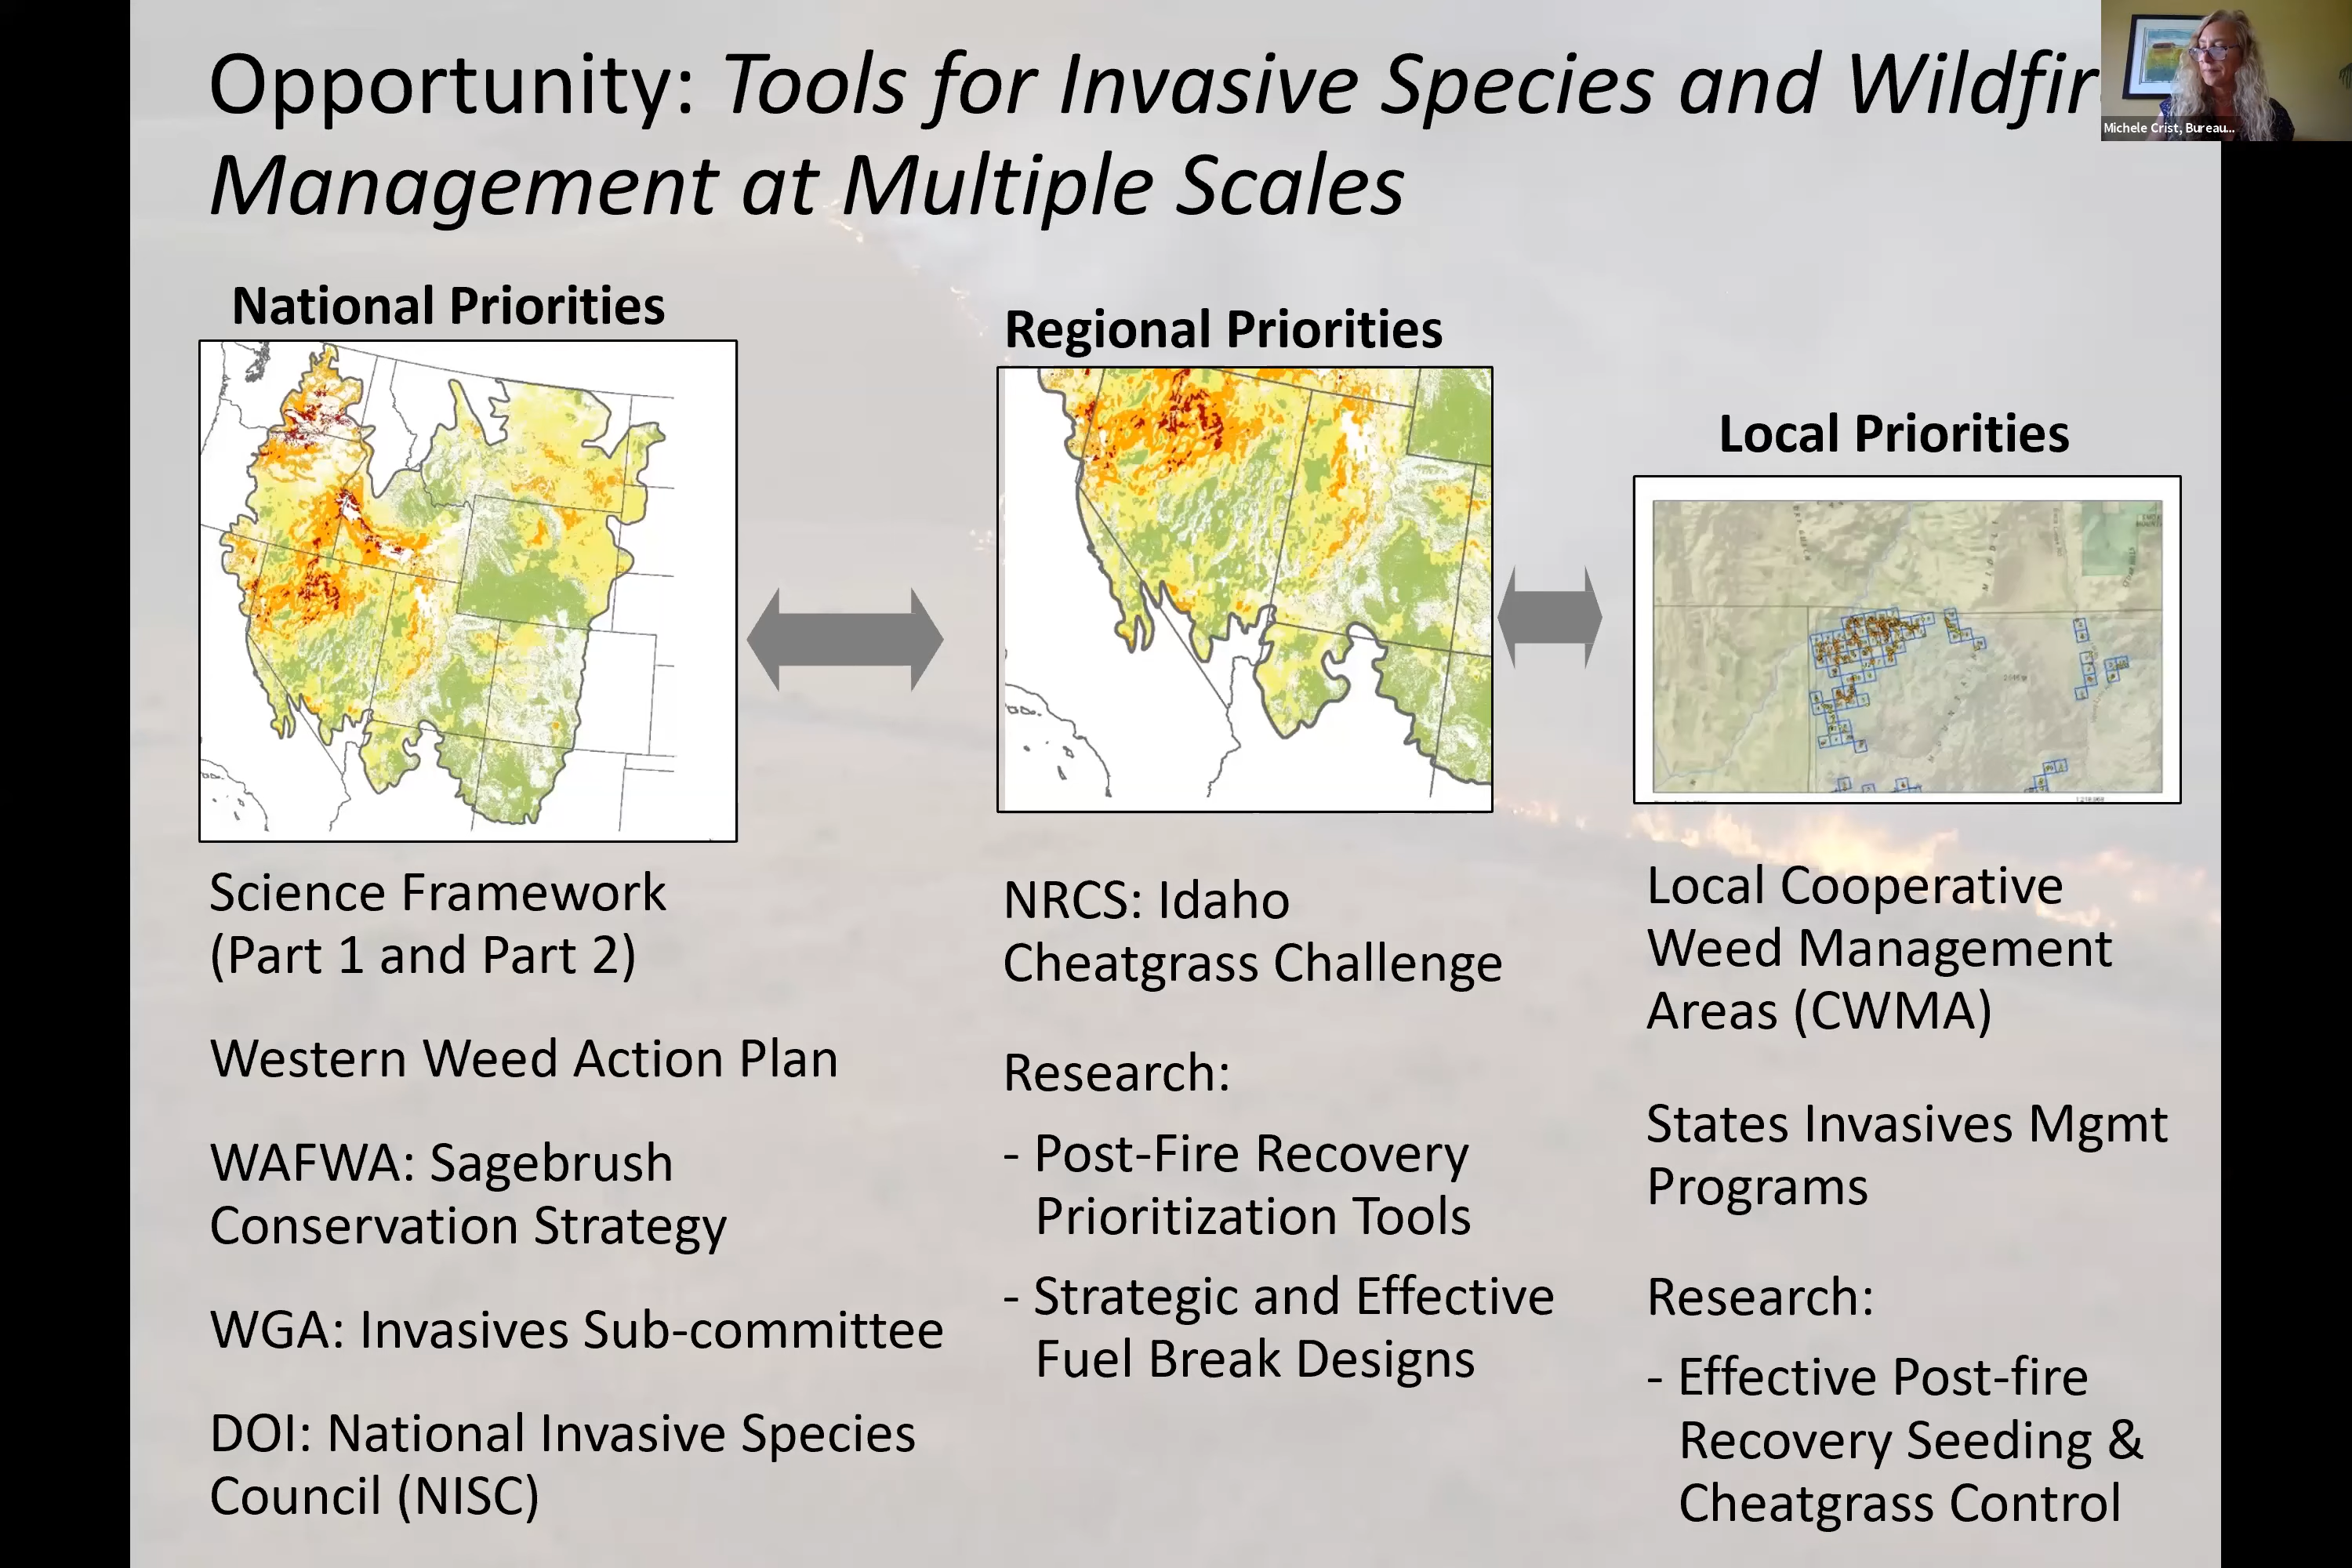 Opportunity: Tools for Invasive Species and Wildfir
Management at Multiple Scales
Michele Crist, Bureau...
National Priorities
Regional Priorities
Local Priorities
Science Framework
(Part 1 and Part 2)
Western Weed Action Plan
WAFWA: Sagebrush
Conservation Strategy
WGA: Invasives Sub-committee
DOI: National Invasive Species
Council (NISC)
NRCS: Idaho
Cheatgrass Challenge
Research:
- Post-Fire Recovery
Prioritization Tools
- Strategic and Effective
Fuel Break Designs
Local Cooperative
Weed Management
Areas (CWMA)
States Invasives Mgmt
Programs
Research:
- Effective Post-fire
Recovery Seeding &
Cheatgrass Control